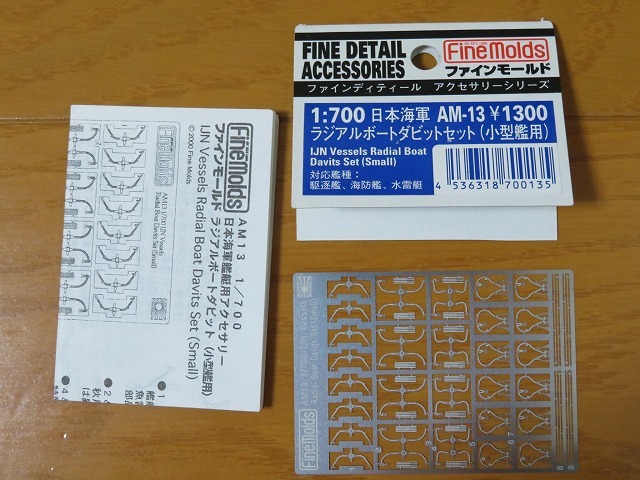 FINE DETAIL
ACCESSORIES
FineMolds
ファインモールド
ファインディティール アクセサリーシリーズ
1:700 日本海軍 AM-13 ¥1300
ラジアルボートダビットセット(小型艦用)
IJN Vessels Radial Boat
Davits Set (Small)
対応艦種:
駆逐艦、海防艦、水雷艇
4 536318 700135
FineMolds
AM13 1/700
日本海軍艦艇用アクセサリー
ファインモールド ラジアルボートダビット(小型艦用)
IJN Vessels Radial Boat Davits Set (Small)
©2000 Fine Molds
AM13 1/700 IJN Vessels
Radial Boat Davits Set (Small)
FineMolds